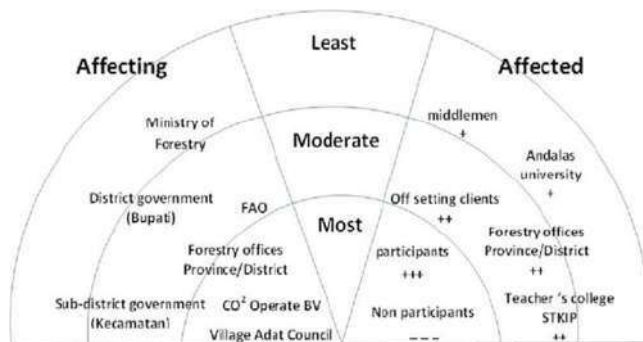 Least
Affecting
Affected
middlemen
+
Ministry of
Forestry
Moderate
Andalas
university
+
District government
(Bupati)
FAO
Off setting clients
++
Most
Forestry offices
Province/District
participants
+++
Forestry offices
Province/District
++
Sub-district government
(Kecamatan)
CO² Operate BV
Village Adat Council
Non participants
– – –
Teacher 's college
STKIP
++